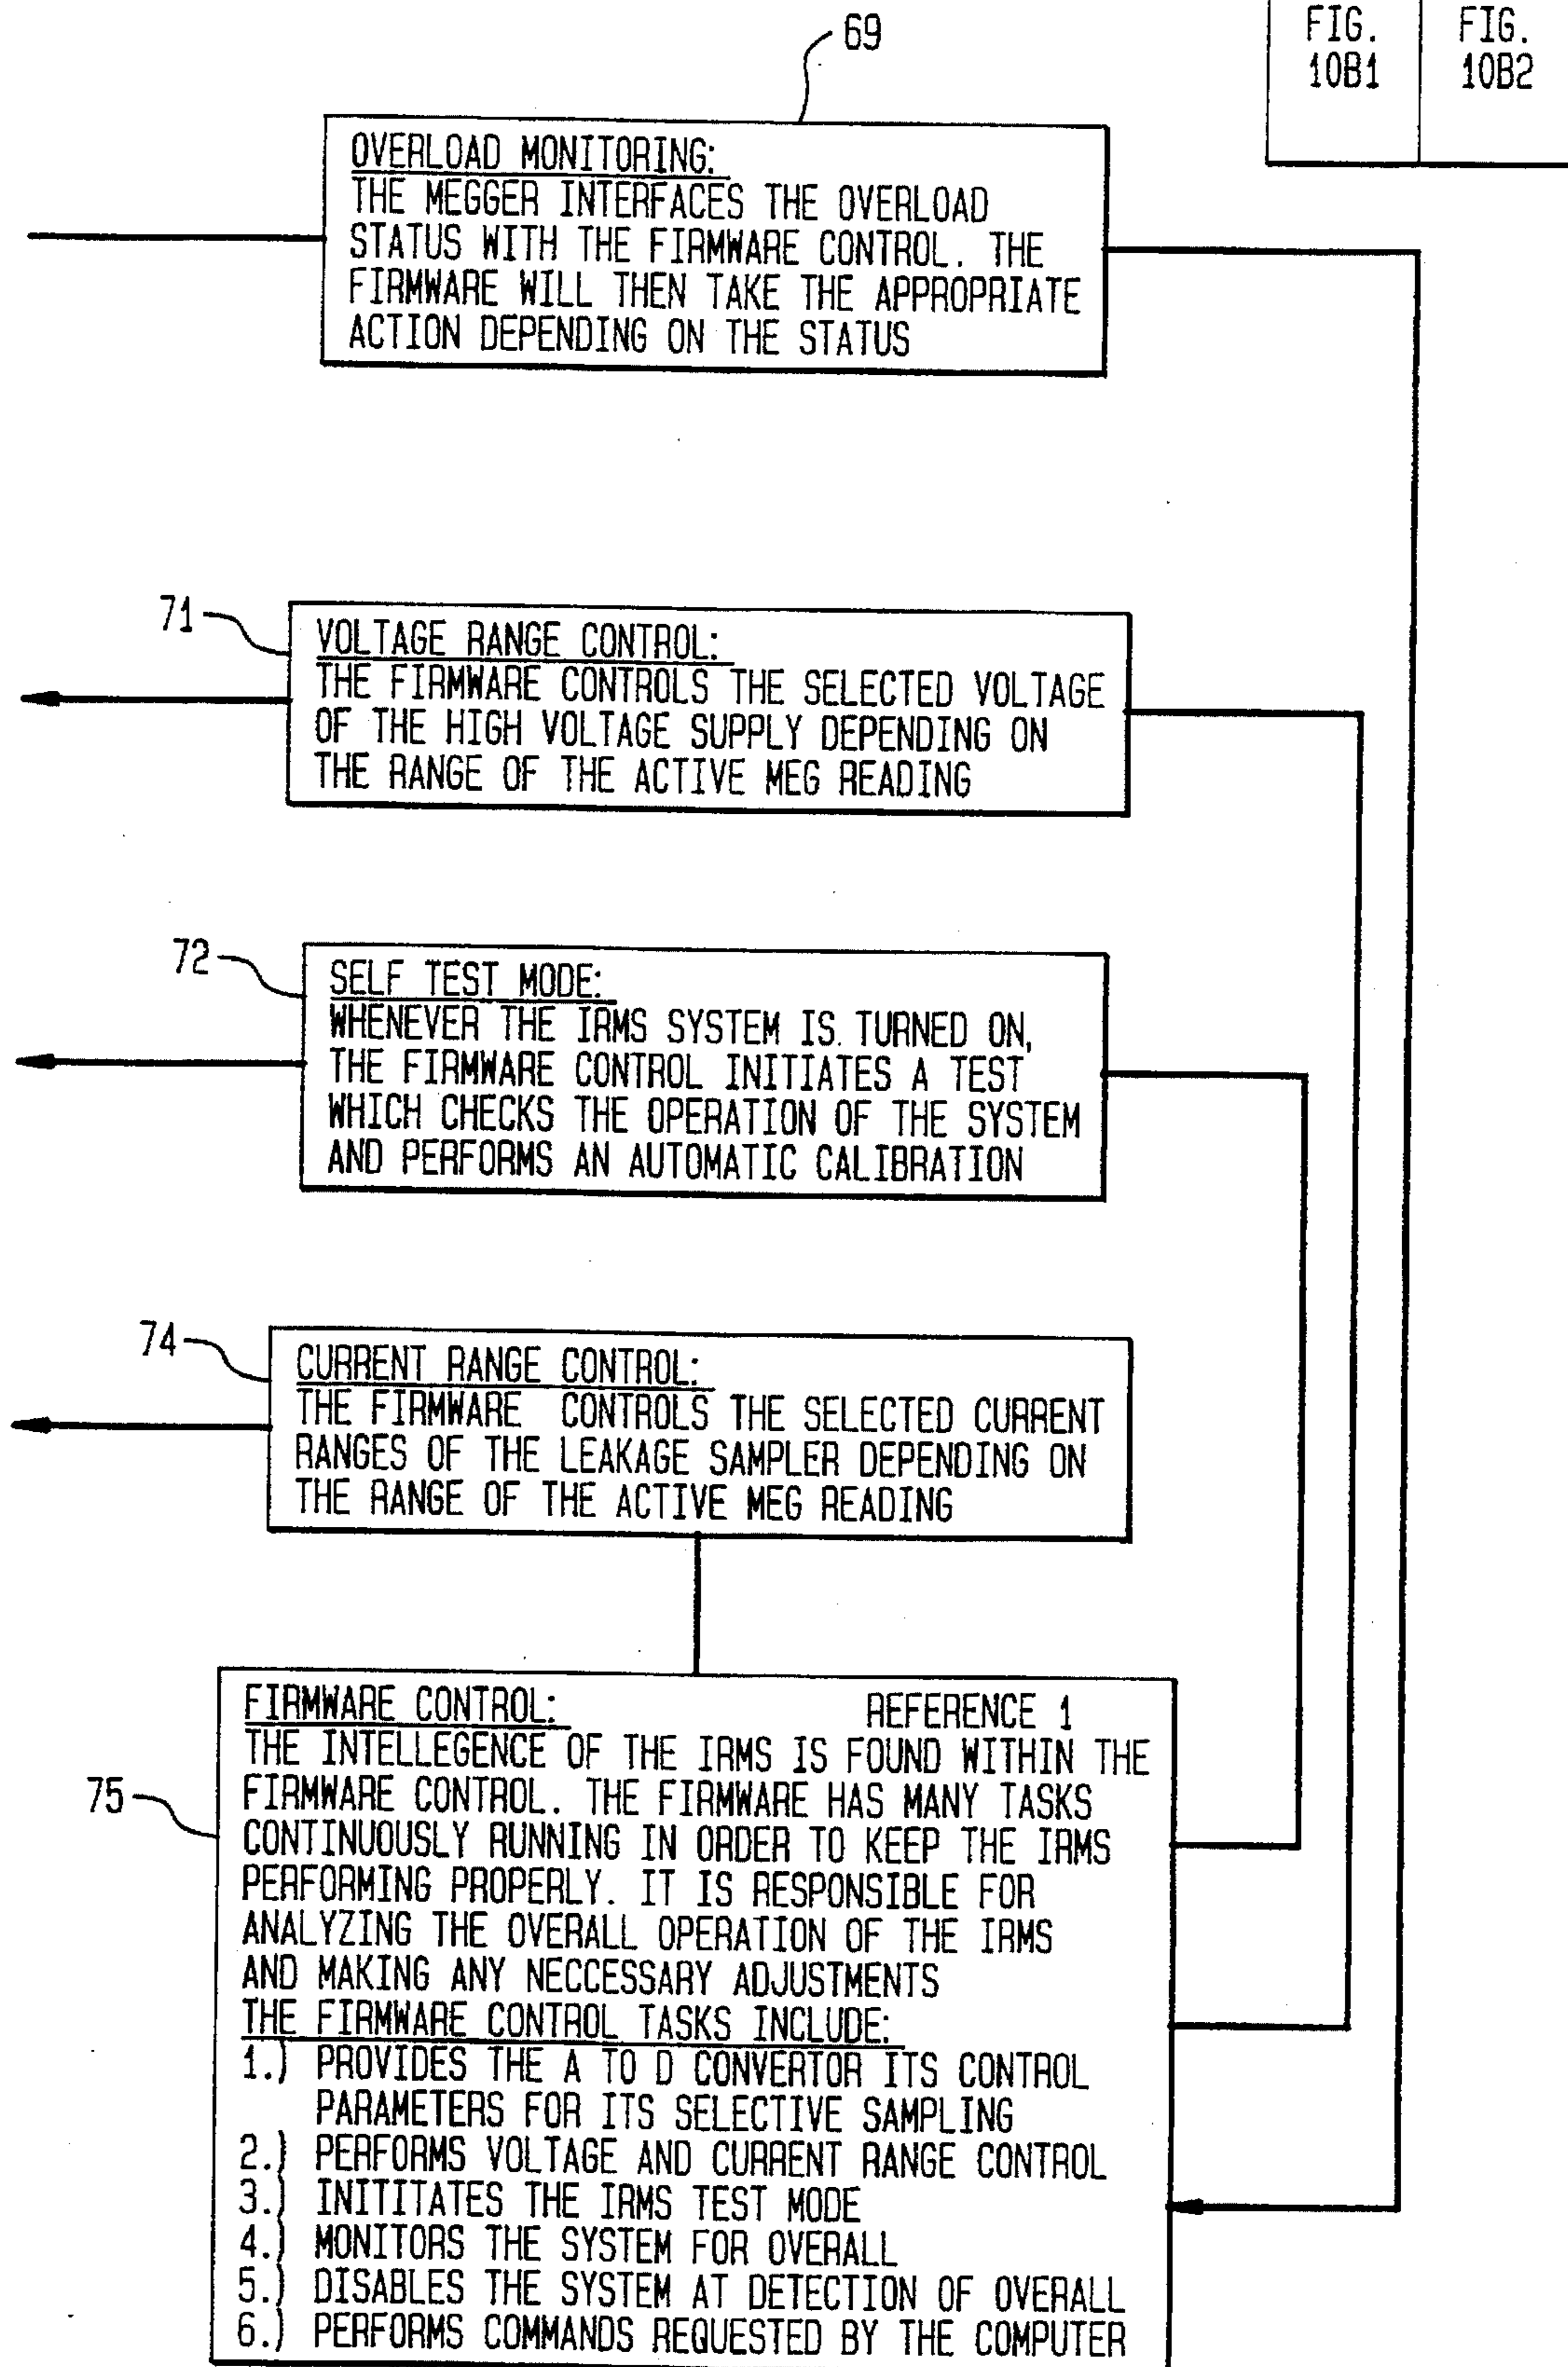 FIG.
10B1
FIG.
10B2
69
OVERLOAD MONITORING:
THE MEGGER INTERFACES THE OVERLOAD
STATUS WITH THE FIRMWARE CONTROL. THE
FIRMWARE WILL THEN TAKE THE APPROPRIATE
ACTION DEPENDING ON THE STATUS
71
VOLTAGE RANGE CONTROL:
THE FIRMWARE CONTROLS THE SELECTED VOLTAGE
OF THE HIGH VOLTAGE SUPPLY DEPENDING ON
THE RANGE OF THE ACTIVE MEG READING
72
SELF TEST MODE:
WHENEVER THE IRMS SYSTEM IS TURNED ON,
THE FIRMWARE CONTROL INITIATES A TEST
WHICH CHECKS THE OPERATION OF THE SYSTEM
AND PERFORMS AN AUTOMATIC CALIBRATION
74
CURRENT RANGE CONTROL:
THE FIRMWARE CONTROLS THE SELECTED CURRENT
RANGES OF THE LEAKAGE SAMPLER DEPENDING ON
THE RANGE OF THE ACTIVE MEG READING
75
FIRMWARE CONTROL: REFERENCE 1
THE INTELLEGENCE OF THE IRMS IS FOUND WITHIN THE
FIRMWARE CONTROL. THE FIRMWARE HAS MANY TASKS
CONTINUOUSLY RUNNING IN ORDER TO KEEP THE IRMS
PERFORMING PROPERLY. IT IS RESPONSIBLE FOR
ANALYZING THE OVERALL OPERATION OF THE IRMS
AND MAKING ANY NECCESSARY ADJUSTMENTS
THE FIRMWARE CONTROL TASKS INCLUDE:
1.) PROVIDES THE A TO D CONVERTOR ITS CONTROL
PARAMETERS FOR ITS SELECTIVE SAMPLING
2.) PERFORMS VOLTAGE AND CURRENT RANGE CONTROL
3.) INITITATES THE IRMS TEST MODE
4.) MONITORS THE SYSTEM FOR OVERALL
5.) DISABLES THE SYSTEM AT DETECTION OF OVERALL
6.) PERFORMS COMMANDS REQUESTED BY THE COMPUTER